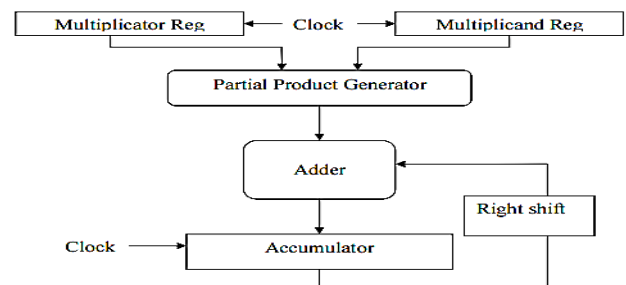 Multiplicator Reg
Clock
Multiplicand Reg
Partial Product Generator
Adder
Right shift
Clock
Accumulator